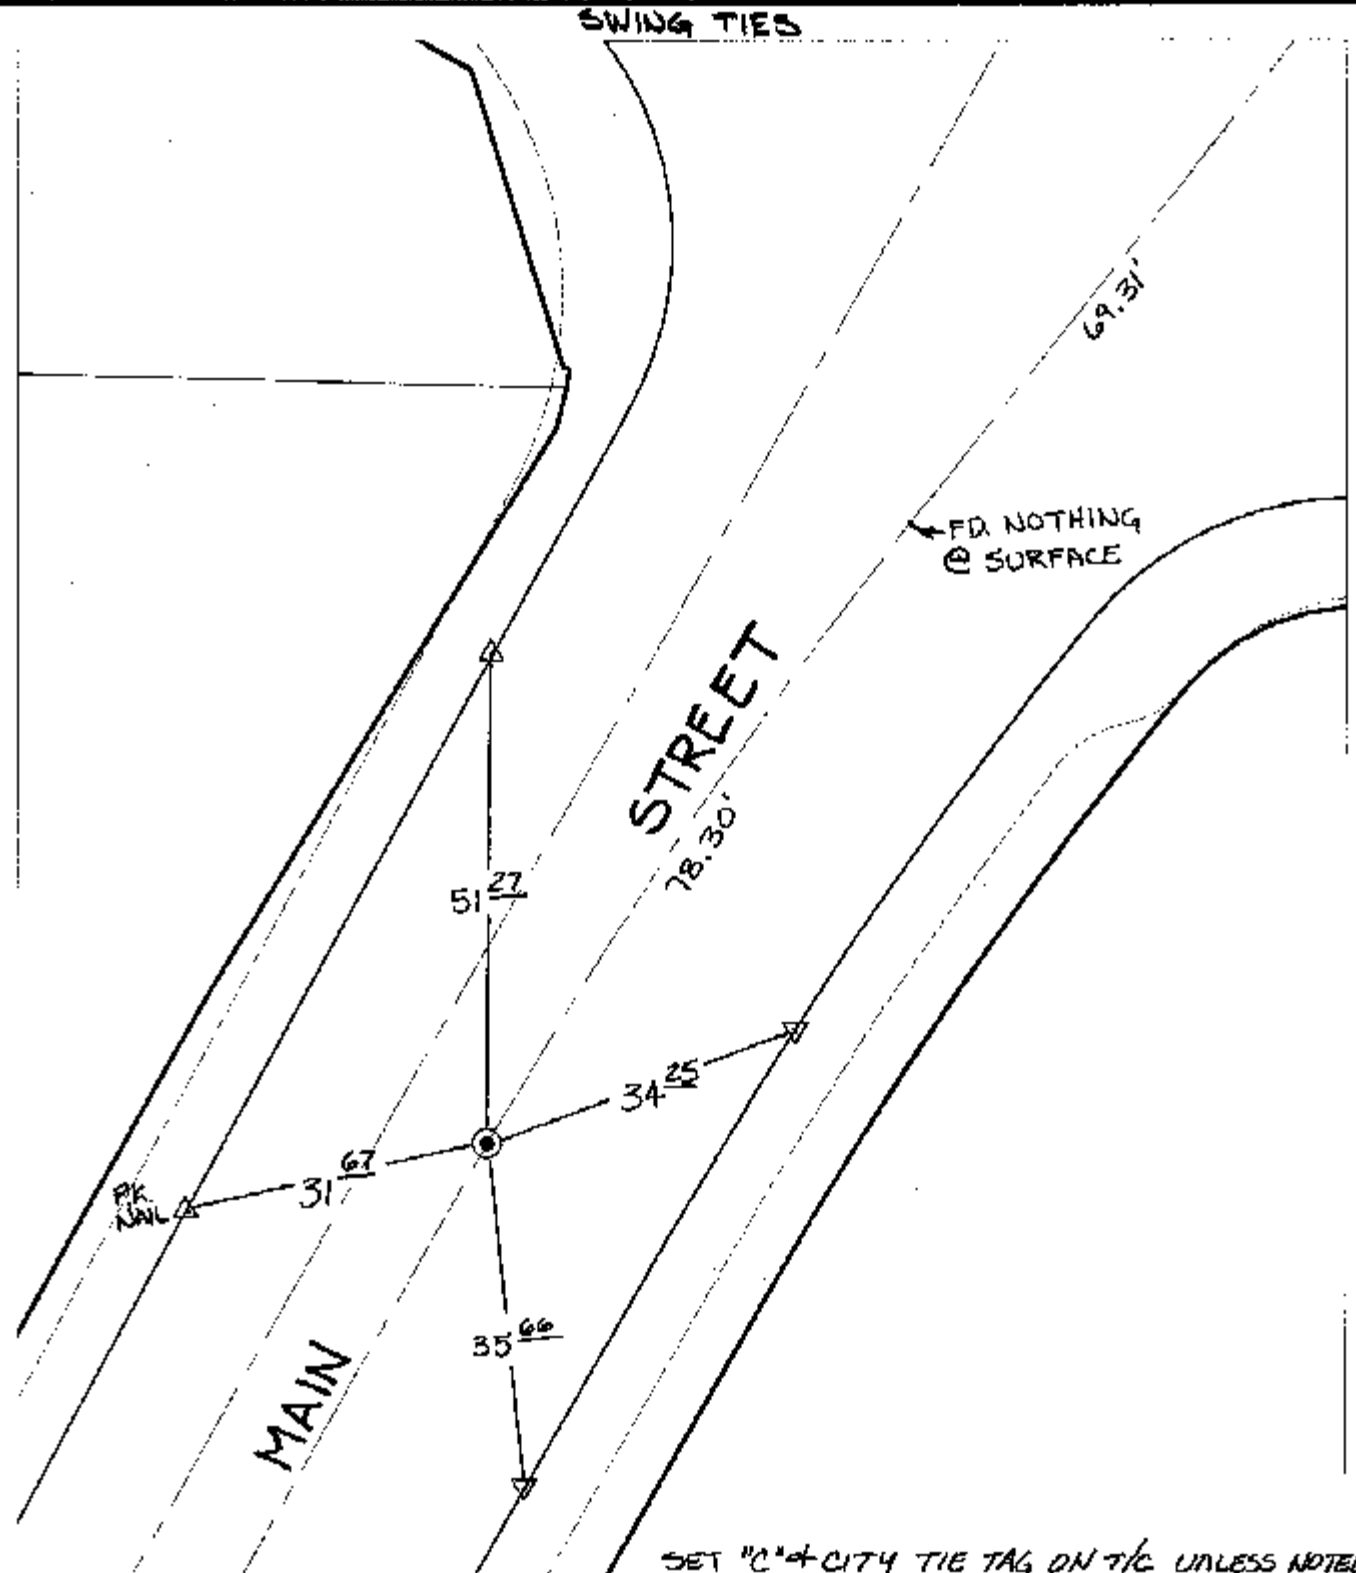 SWING TIES
69.31'
FD. NOTHING
@ SURFACE
STREET
78.30'
51 27
34 25
31 67
PK
NAIL
35 66
MAIN
SET "C" & CITY TIE TAG ON T/C UNLESS NOTED